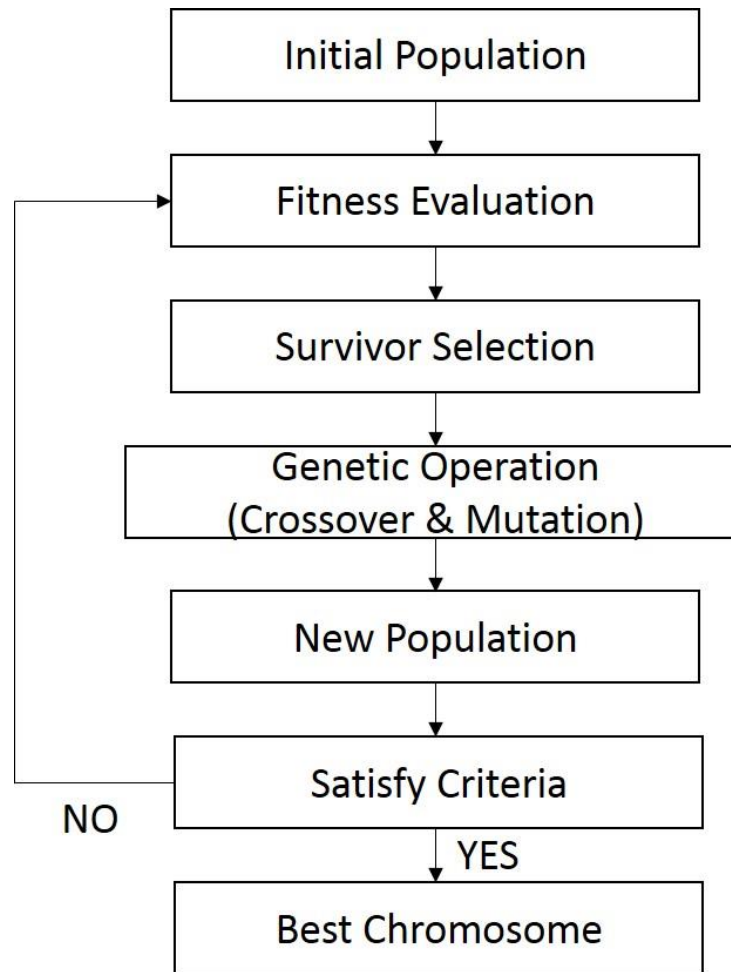 Initial Population
Fitness Evaluation
Survivor Selection
Genetic Operation
(Crossover & Mutation)
New Population
Satisfy Criteria
NO
YES
Best Chromosome